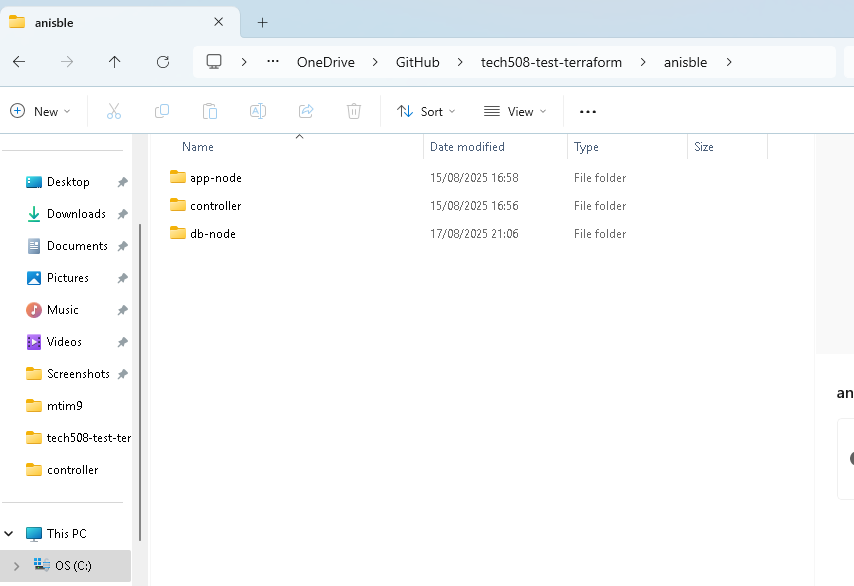 anisble
OneDrive GitHub tech508-test-terraform anisble
New Sort View
Name Date modified Type Size
app-node 15/08/2025 16:58 File folder
controller 15/08/2025 16:56 File folder
db-node 17/08/2025 21:06 File folder
Desktop
Downloads
Documents
Pictures
Music
Videos
Screenshots
mtim9
tech508-test-ter
controller
This PC
OS (C:)
an